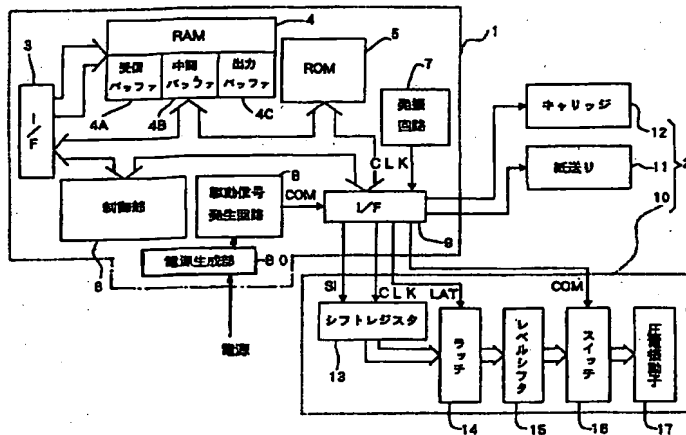 4
RAM
受信
バッファ
中間
バッファ
出力
バッファ
4A
4B
4C
5
ROM
1
3
I/F
7
発振
回路
キャリッジ
12
2
紙送り
11
10
CLK
制御部
6
8
駆動信号
発生回路
COM
I/F
9
電源生成部
80
電源
SI
CLK
LAT
COM
シフトレジスタ
13
ラッチ
14
レベルシフタ
15
スイッチ
16
圧電振動子
17